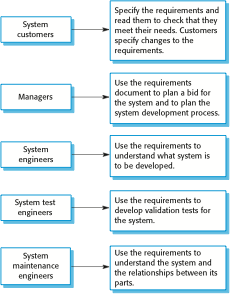 System
customers
Specify the requirements and
read them to check that they
meet their needs. Customers
specify changes to the
requirements.
Managers
Use the requirements
document to plan a bid for
the system and to plan the
system development process.
System
engineers
Use the requirements to
understand what system is
to be developed.
System test
engineers
Use the requirements to
develop validation tests for
the system.
System
maintenance
engineers
Use the requirements to
understand the system and
the relationships between its
parts.